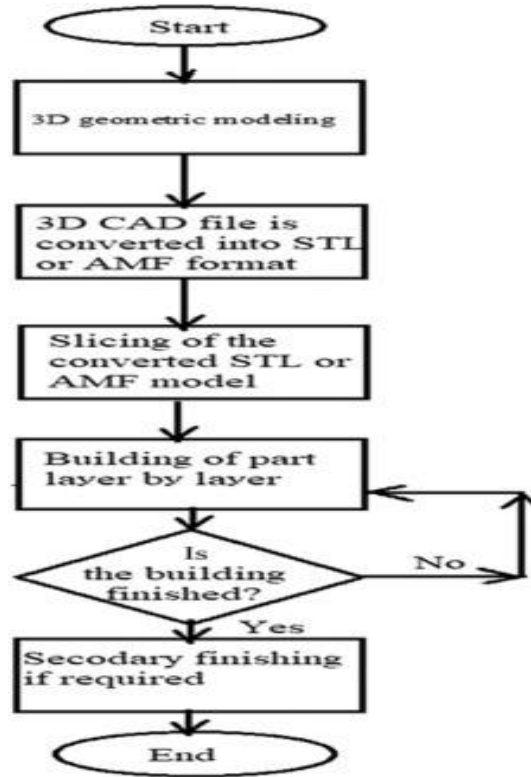 Start
3D geometric modeling
3D CAD file is
converted into STL
or AMF format
Slicing of the
converted STL or
AMF model
Building of part
layer by layer
Is
the building
finished?
No
Yes
Secodary finishing
if required
End